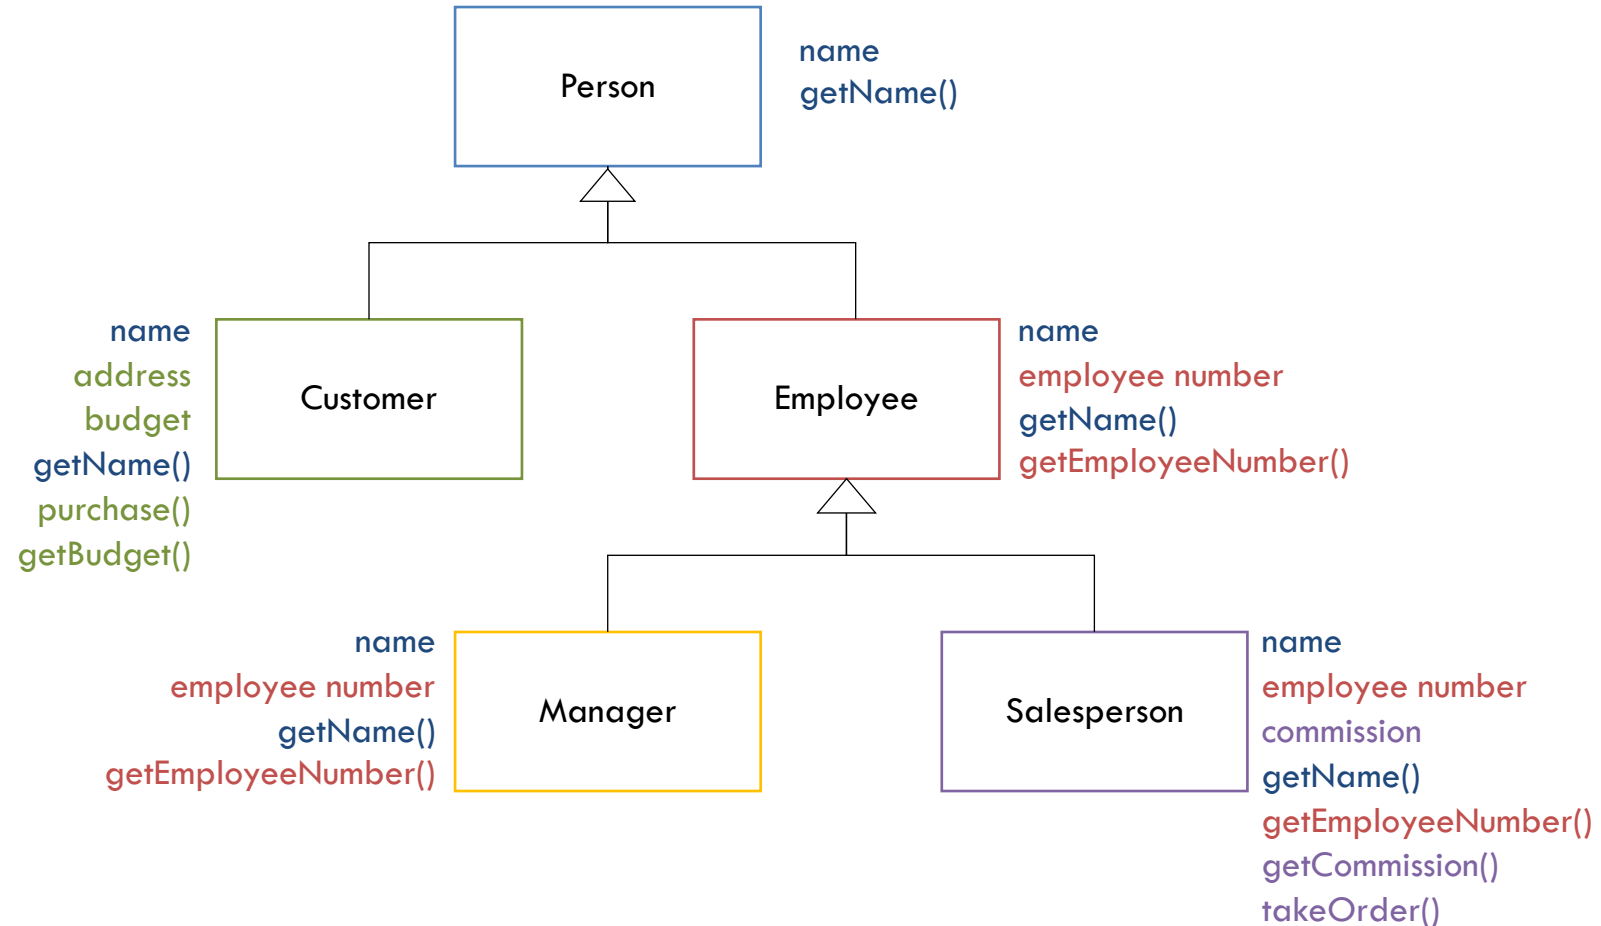 Person
name
getName()
name
address
budget
getName()
purchase()
getBudget()
Customer
Employee
name
employee number
getName()
getEmployeeNumber()
name
employee number
getName()
getEmployeeNumber()
Manager
Salesperson
name
employee number
commission
getName()
getEmployeeNumber()
getCommission()
takeOrder()